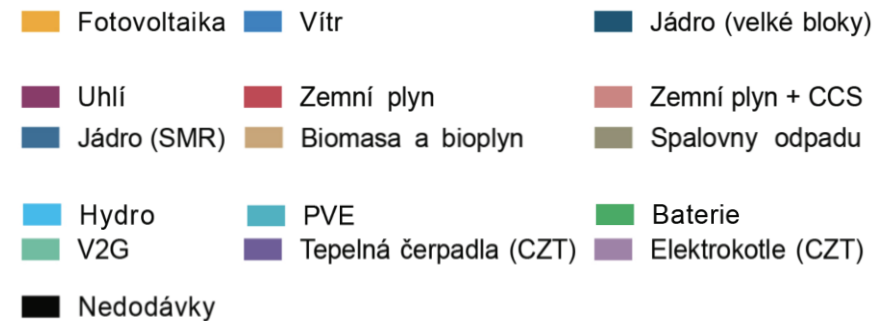 Fotovoltaika Vítr Jádro (velké bloky)
Uhlí Zemní plyn Zemní plyn + CCS
Jádro (SMR) Biomasa a bioplyn Spalovny odpadu
Hydro PVE Baterie
V2G Tepelná čerpadla (CZT) Elektrokotle (CZT)
Nedodávky